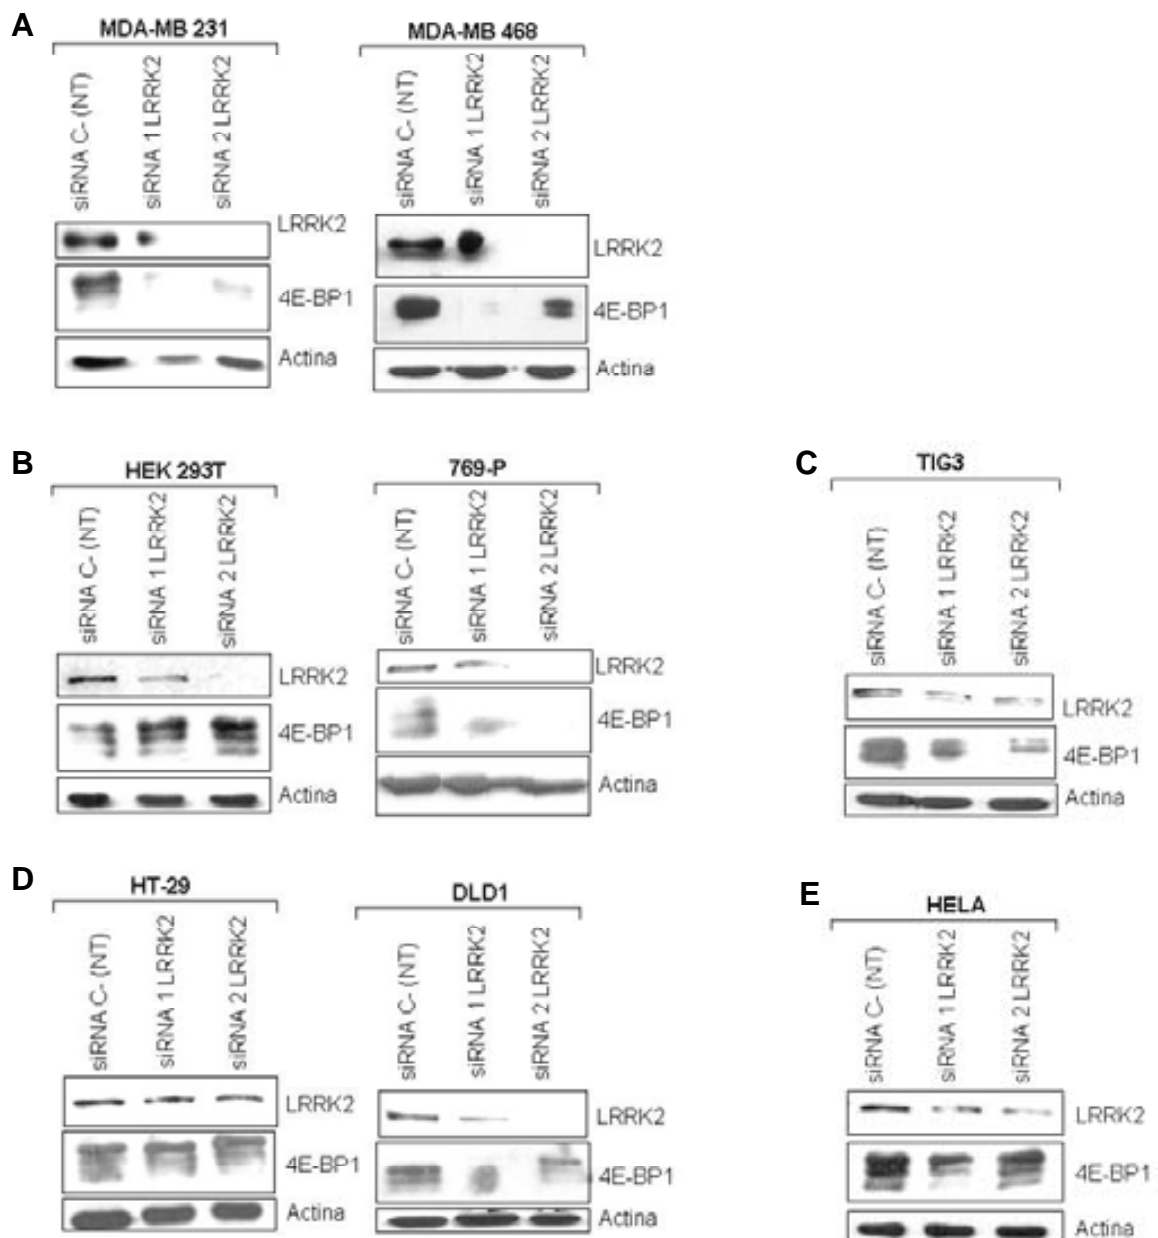 A
MDA-MB 231
siRNA C- (NT)
siRNA 1 LRRK2
siRNA 2 LRRK2
LRRK2
4E-BP1
Actina
MDA-MB 468
siRNA C- (NT)
siRNA 1 LRRK2
siRNA 2 LRRK2
LRRK2
4E-BP1
Actina
B
HEK 293T
siRNA C- (NT)
siRNA 1 LRRK2
siRNA 2 LRRK2
LRRK2
4E-BP1
Actina
769-P
siRNA C- (NT)
siRNA 1 LRRK2
siRNA 2 LRRK2
LRRK2
4E-BP1
Actina
C
TIG3
siRNA C- (NT)
siRNA 1 LRRK2
siRNA 2 LRRK2
LRRK2
4E-BP1
Actina
D
HT-29
siRNA C- (NT)
siRNA 1 LRRK2
siRNA 2 LRRK2
LRRK2
4E-BP1
Actina
DLD1
siRNA C- (NT)
siRNA 1 LRRK2
siRNA 2 LRRK2
LRRK2
4E-BP1
Actina
E
HELA
siRNA C- (NT)
siRNA 1 LRRK2
siRNA 2 LRRK2
LRRK2
4E-BP1
Actina